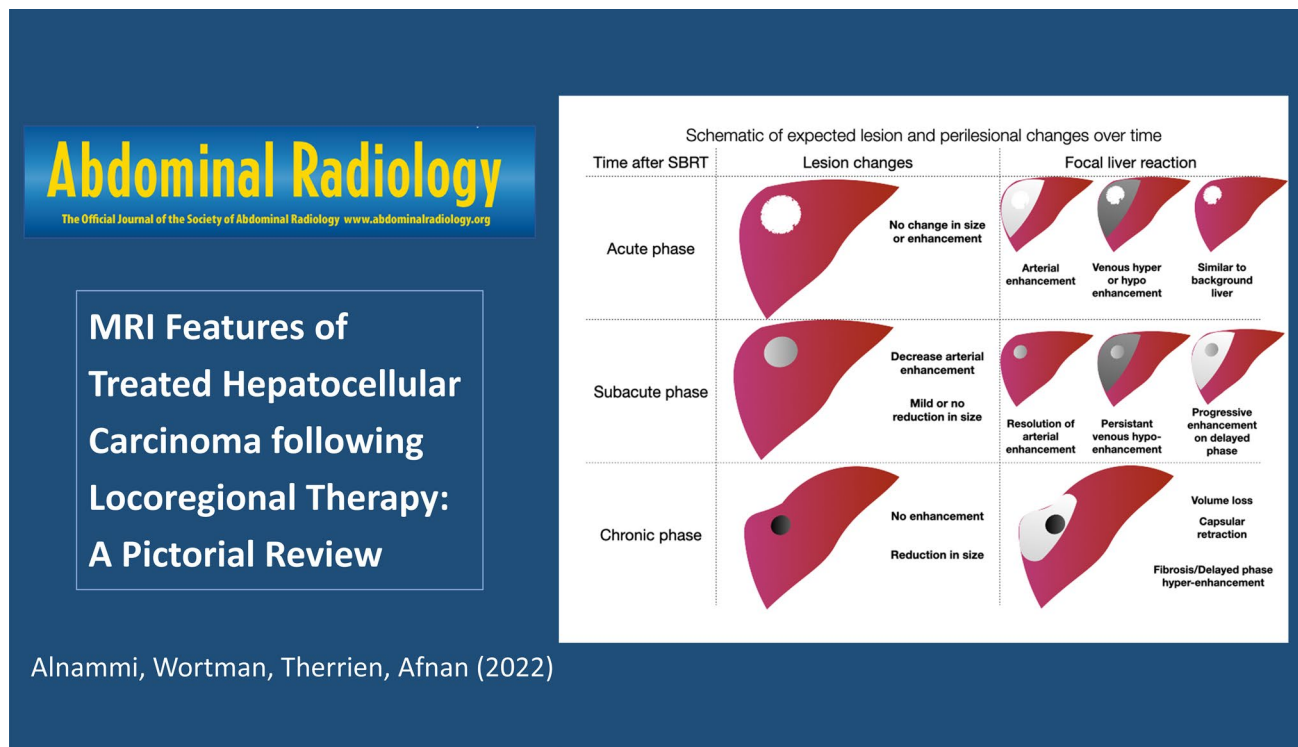 Abdominal Radiology
The Official Journal of the Society of Abdominal Radiology www.abdominalradiology.org
MRI Features of
Treated Hepatocellular
Carcinoma following
Locoregional Therapy:
A Pictorial Review
Alnammi, Wortman, Therrien, Afnan (2022)
Schematic of expected lesion and perilesional changes over time
Time after SBRT
Lesion changes
Focal liver reaction
Acute phase
No change in size
or enhancement
Arterial
enhancement
Venous hyper
or hypo
enhancement
Similar to
background
liver
Subacute phase
Decrease arterial
enhancement
Mild or no
reduction in size
Resolution of
arterial
enhancement
Persistant
venous hypo-
enhancement
Progressive
enhancement
on delayed
phase
Chronic phase
No enhancement
Reduction in size
Volume loss
Capsular
retraction
Fibrosis/Delayed phase
hyper-enhancement